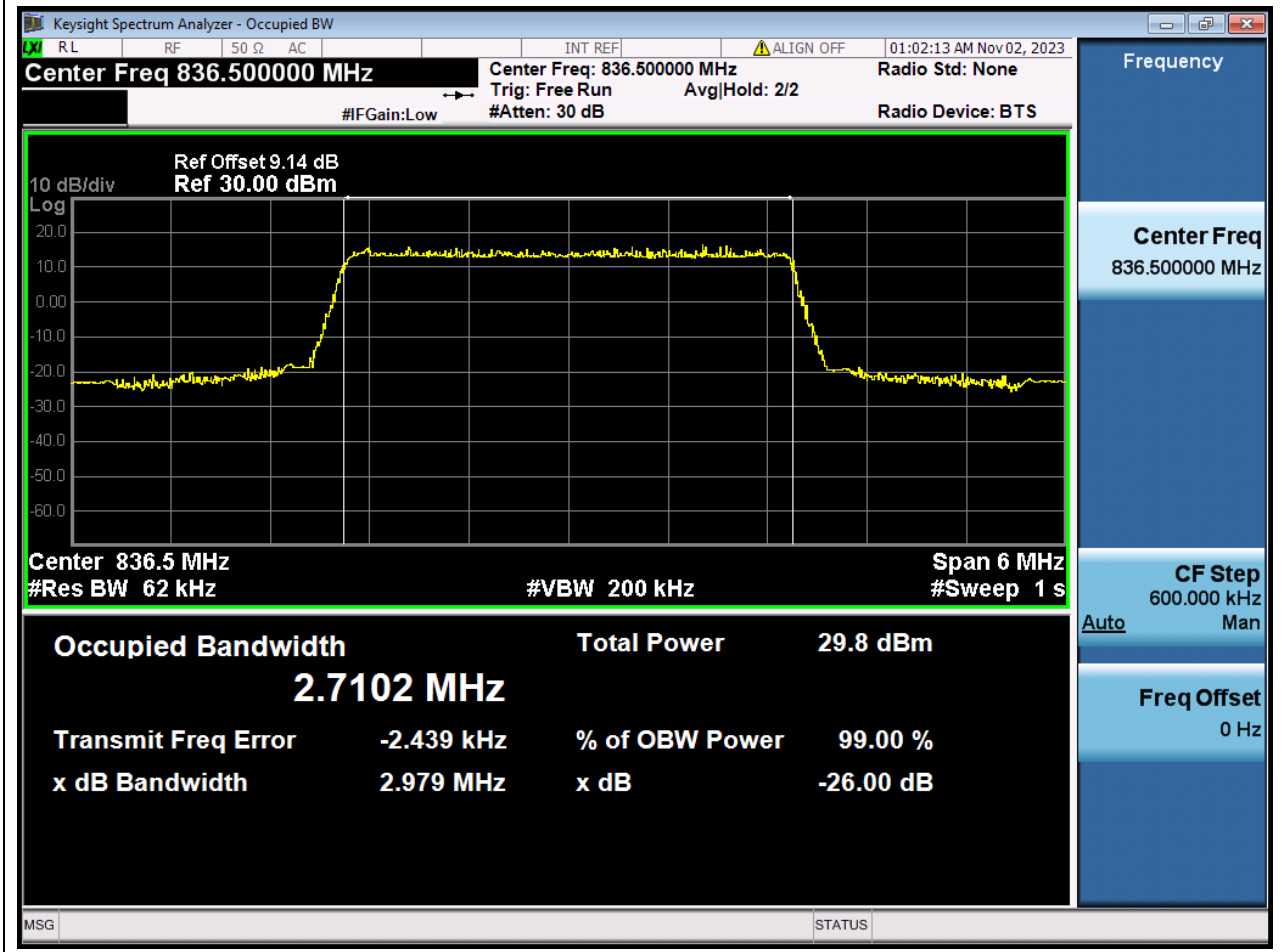 Keysight Spectrum Analyzer - Occupied BW
LXI RL RF 50 Ω AC INT REF ALIGN OFF 01:02:13 AM Nov 02, 2023
Center Freq 836.500000 MHz
Center Freq: 836.500000 MHz
Radio Std: None
Trig: Free Run Avg|Hold: 2/2
#IFGain:Low
#Atten: 30 dB
Radio Device: BTS
Ref Offset 9.14 dB
10 dB/div Ref 30.00 dBm
Log
20.0
10.0
0.00
-10.0
-20.0
-30.0
-40.0
-50.0
-60.0
Center 836.5 MHz Span 6 MHz
#Res BW 62 kHz #VBW 200 kHz #Sweep 1 s
Occupied Bandwidth Total Power 29.8 dBm
2.7102 MHz
Transmit Freq Error -2.439 kHz % of OBW Power 99.00 %
x dB Bandwidth 2.979 MHz x dB -26.00 dB
Frequency
Center Freq
836.500000 MHz
CF Step
600.000 kHz
Auto Man
Freq Offset
0 Hz
MSG STATUS